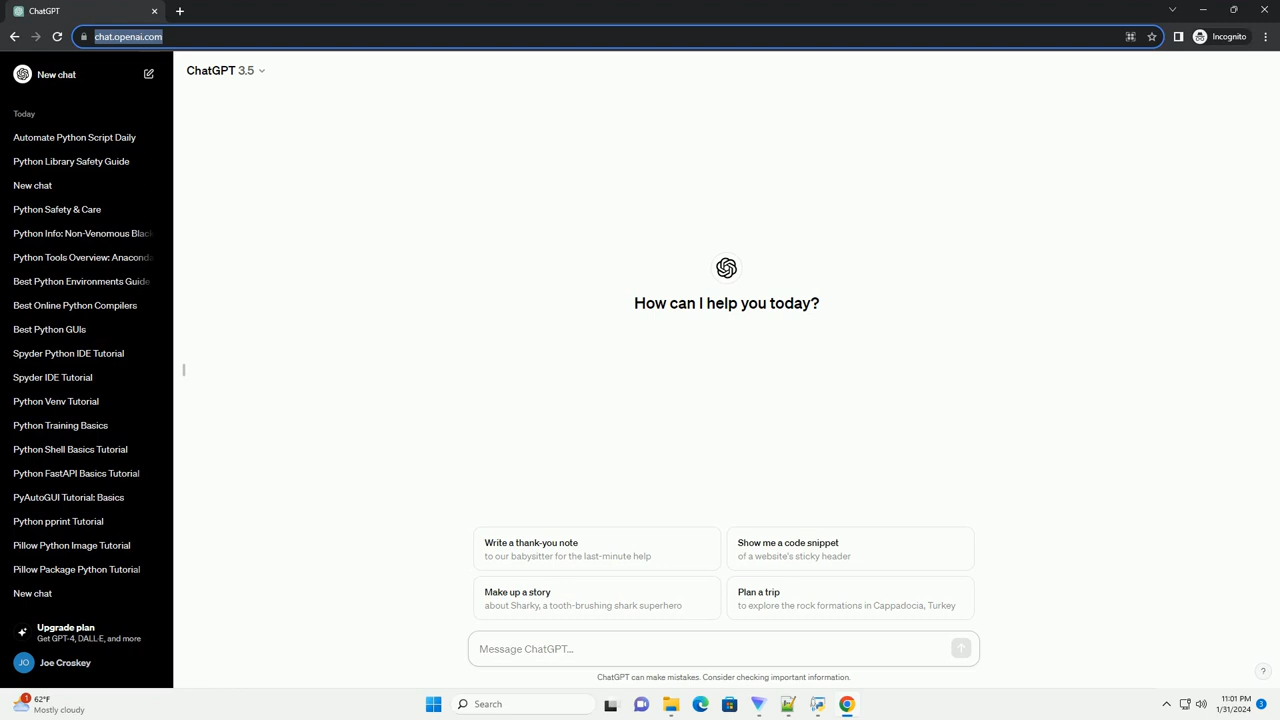 ChatGPT
chat.openai.com
Incognito
New chat
ChatGPT 3.5
Today
Automate Python Script Daily
Python Library Safety Guide
New chat
Python Safety & Care
Python Info: Non-Venomous Black
Python Tools Overview: Anaconda
Best Python Environments Guide
Best Online Python Compilers
Best Python GUIs
Spyder Python IDE Tutorial
Spyder IDE Tutorial
Python Venv Tutorial
Python Training Basics
Python Shell Basics Tutorial
Python FastAPI Basics Tutorial
PyAutoGUI Tutorial: Basics
Python pprint Tutorial
Pillow Python Image Tutorial
Pillow Package Python Tutorial
New chat
Upgrade plan
Get GPT-4, DALL·E, and more
JO
Joe Croskey
How can I help you today?
Write a thank-you note
to our babysitter for the last-minute help
Show me a code snippet
of a website's sticky header
Make up a story
about Sharky, a tooth-brushing shark superhero
Plan a trip
to explore the rock formations in Cappadocia, Turkey
Message ChatGPT...
ChatGPT can make mistakes. Consider checking important information.
?
1
62°F
Mostly cloudy
Search
11:01 PM
1/31/2024
3